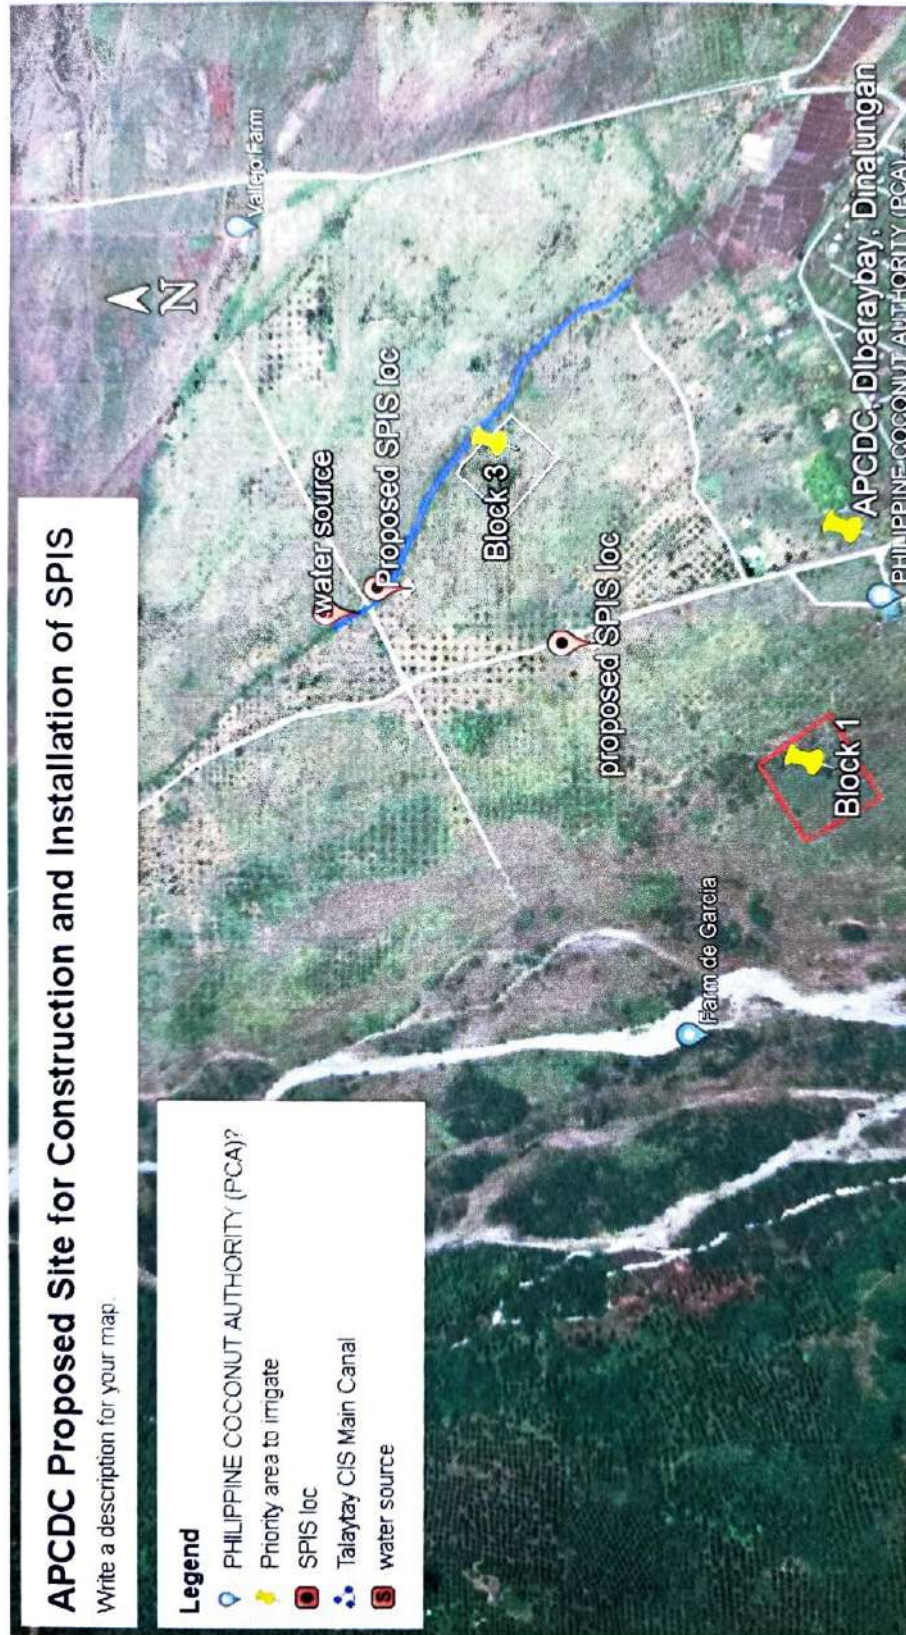 APCDC Proposed Site for Construction and Installation of SPIS
Write a description for your map.
Legend
PHILIPPINE COCONUT AUTHORITY (PCA)?
Priority area to irrigate
SPIS loc
Talaytay CIS Main Canal
S water source
N
Vallejo Farm
water source
Proposed SPIS loc
Block 3
proposed SPIS loc
Block 1
Farm de Garcia
APCDC, Dibaraybay, Dinalungan
PHILIPPINE COCONUT AUTHORITY (PCA)...